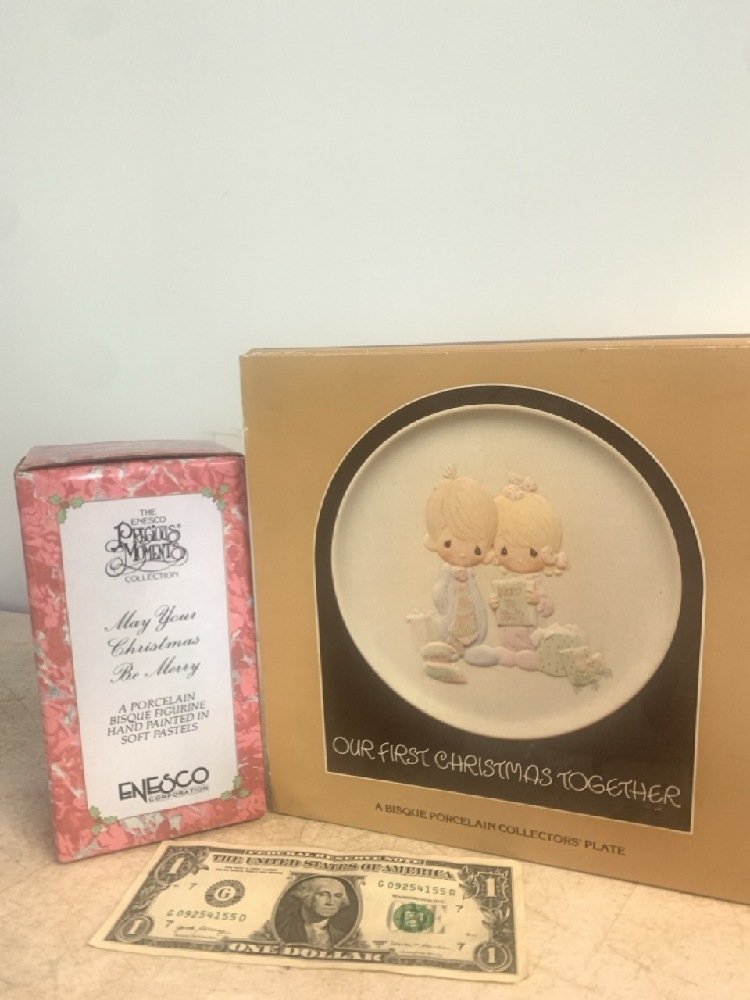 THE
ENESCO
PRECIOUS
MOMENTS
COLLECTION
May Your
Christmas
Be Merry
A PORCELAIN
BISQUE FIGURINE
HAND PAINTED IN
SOFT PASTELS
ENESCO
CORPORATION
OUR FIRST CHRISTMAS TOGETHER
A BISQUE PORCELAIN COLLECTORS' PLATE
FEDERAL RESERVE NOTE
THE UNITED STATES OF AMERICA
1
1
G 09254155 D
7
7
G
WASHINGTON, D.C.
G 09254155 D
7
7
1
ONE DOLLAR
1